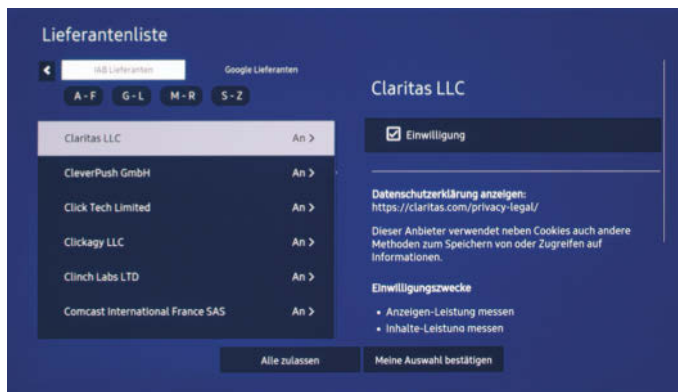 Lieferantenliste
IAB Lieferanten
Google Lieferanten
A - F
G - L
M - R
S - Z
Claritas LLC
An >
CleverPush GmbH
An >
Click Tech Limited
An >
Clickagy LLC
An >
Clinch Labs LTD
An >
Comcast International France SAS
An >
Claritas LLC
Einwilligung
Datenschutzerklärung anzeigen:
https://claritas.com/privacy-legal/
Dieser Anbieter verwendet neben Cookies auch andere
Methoden zum Speichern von oder Zugreifen auf
Informationen.
Einwilligungszwecke
• Anzeigen-Leistung messen
• Inhalte-Leistung messen
Alle zulassen
Meine Auswahl bestätigen